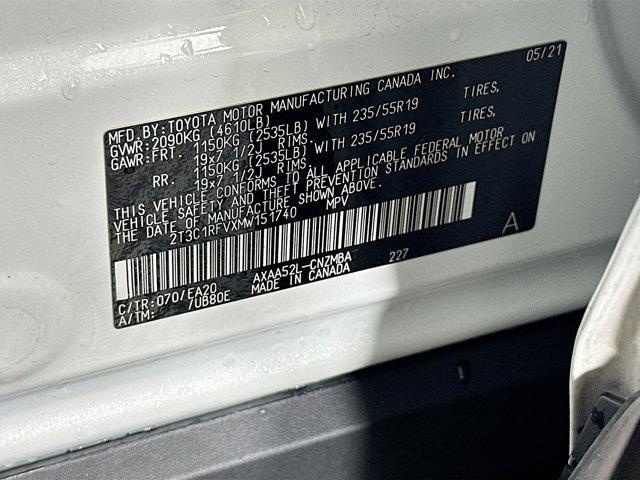 MFD.BY:TOYOTA MOTOR MANUFACTURING CANADA INC. 05/21
GVWR:2090KG (4610LB)
GAWR:FRT. 1150KG (2535LB) WITH 235/55R19 TIRES,
19x7 1/2J RIMS.
RR. 1150KG (2535LB) WITH 235/55R19 TIRES,
19x7 1/2J RIMS.
THIS VEHICLE CONFORMS TO ALL APPLICABLE FEDERAL MOTOR
VEHICLE SAFETY AND THEFT PREVENTION STANDARDS IN EFFECT ON
THE DATE OF MANUFACTURE SHOWN ABOVE.
2T3C1RFVXMW151740 MPV
A
C/TR:070/EA20 AXAA52L-CNZMBA 227
A/TM: /UB80E MADE IN CANADA